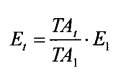 E_t = \frac{TA_t}{TA_1} \cdot E_1